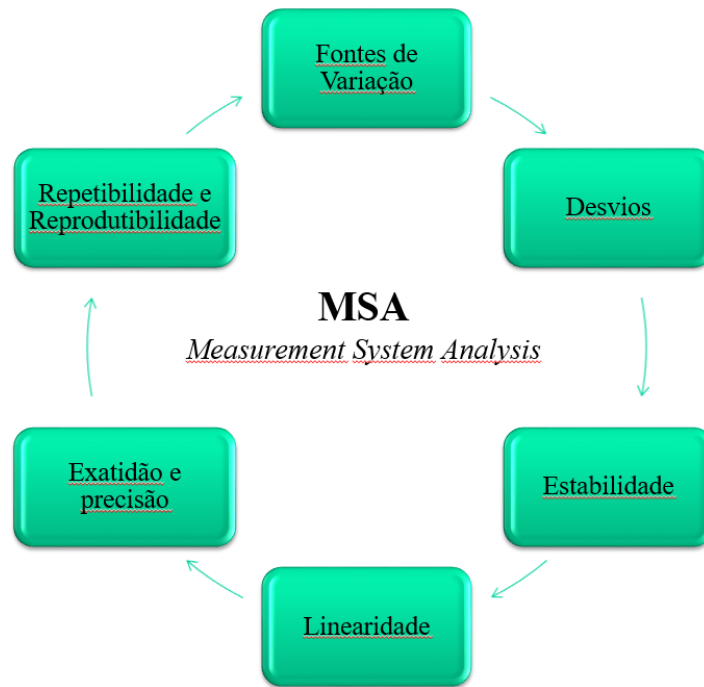 Fontes de
Variação
Repetibilidade e
Reprodutibilidade
Desvios
MSA
Measurement System Analysis
Exatidão e
precisão
Estabilidade
Linearidade